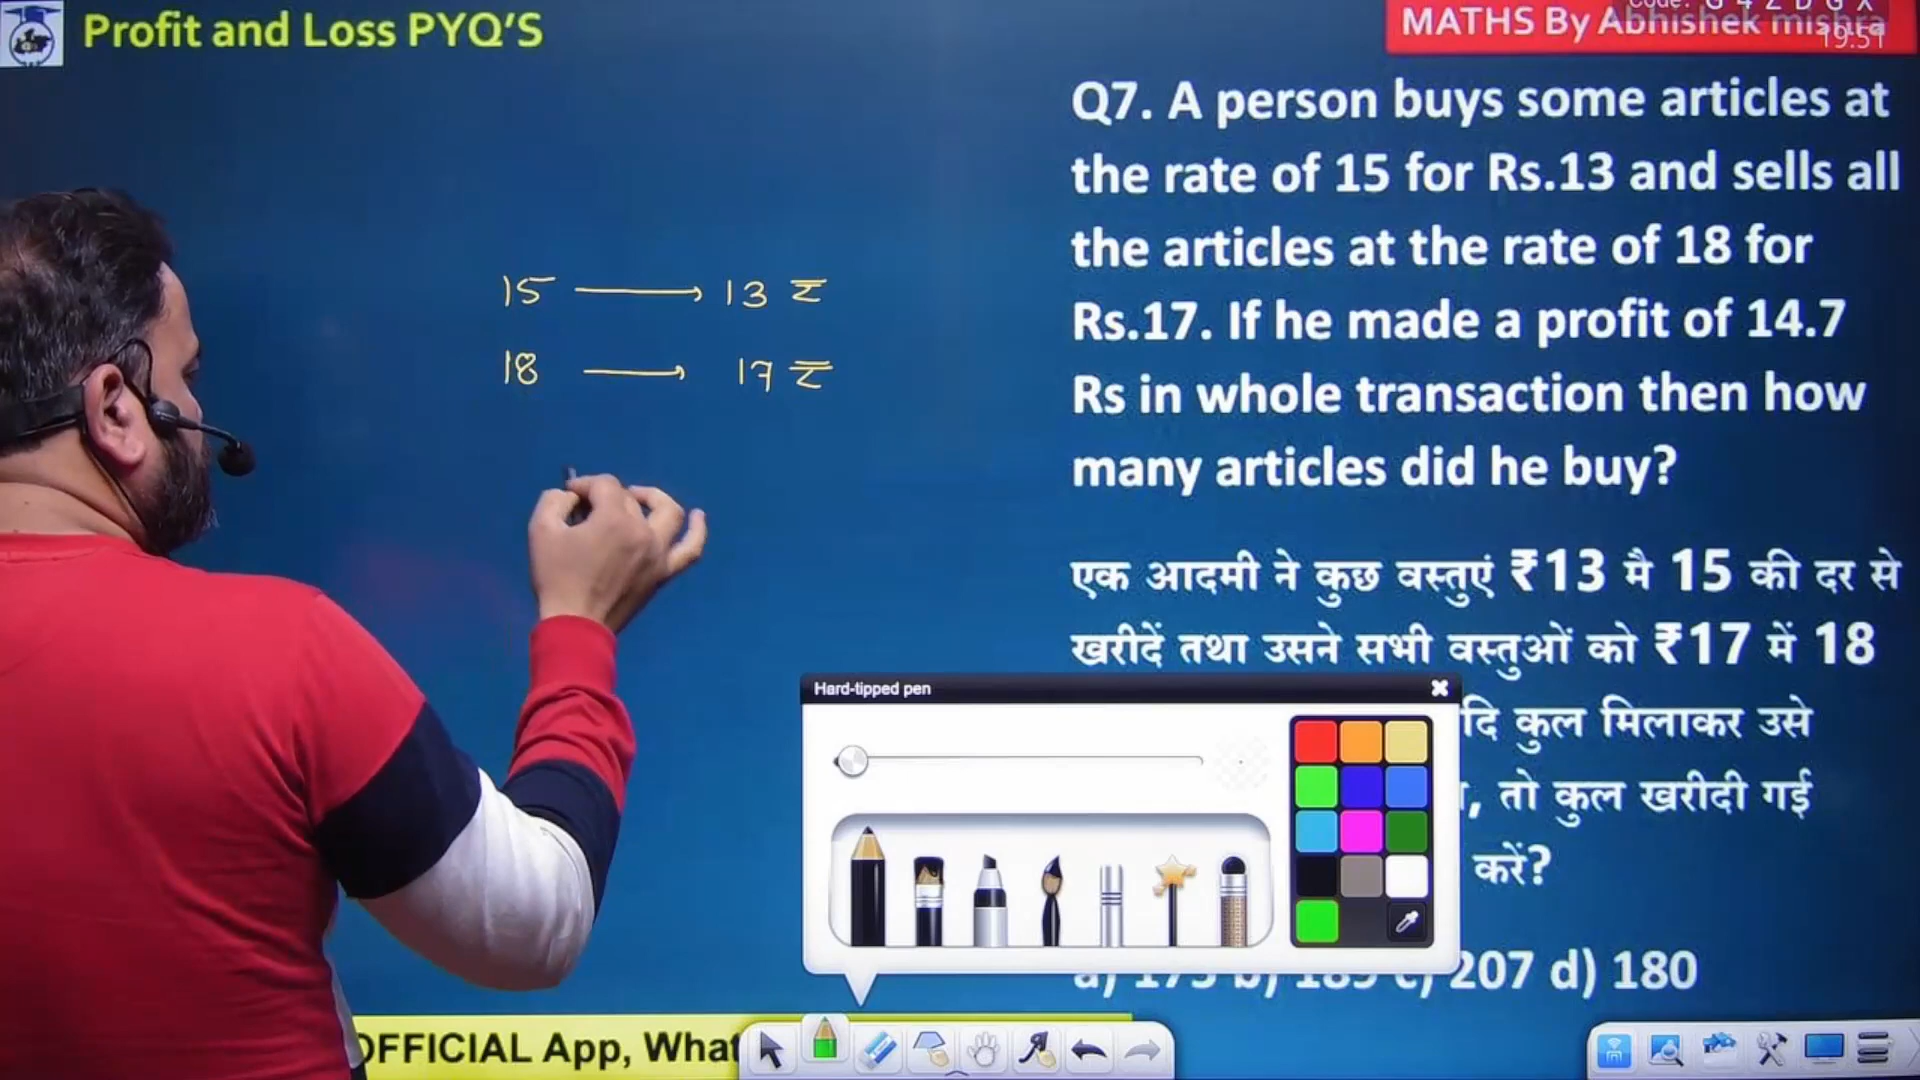 Profit and Loss PYQ'S
Code: G 4 Z D G X
MATHS By Abhishek mishra
19:51
Q7. A person buys some articles at
the rate of 15 for Rs.13 and sells all
the articles at the rate of 18 for
Rs.17. If he made a profit of 14.7
Rs in whole transaction then how
many articles did he buy?
15 → 13 ₹
18 → 17 ₹
एक आदमी ने कुछ वस्तुएं ₹13 मै 15 की दर से
खरीदें तथा उसने सभी वस्तुओं को ₹17 में 18
दि कुल मिलाकर उसे
, तो कुल खरीदी गई
करें?
207 d) 180
Hard-tipped pen
OFFICIAL App, What